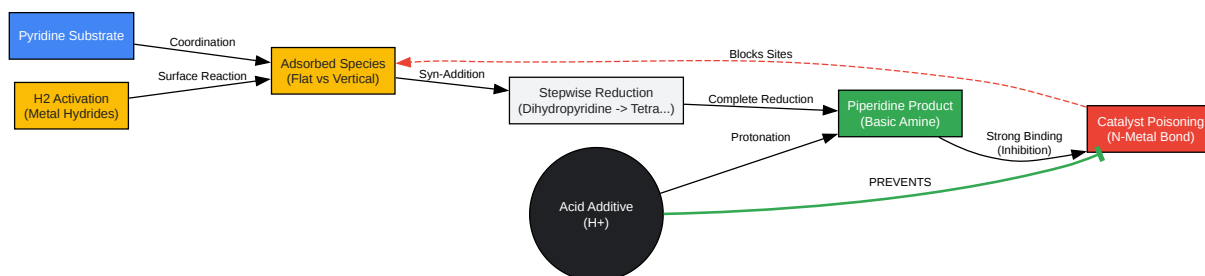 Pyridine Substrate
Coordination
Surface Reaction
H2 Activation
(Metal Hydrides)
Adsorbed Species
(Flat vs Vertical)
Syn-Addition
Blocks Sites
Stepwise Reduction
(Dihydropyridine -> Tetra...)
Complete Reduction
Protonation
Piperidine Product
(Basic Amine)
Strong Binding
(Inhibition)
Catalyst Poisoning
(N-Metal Bond)
PREVENTS
Acid Additive
(H+)